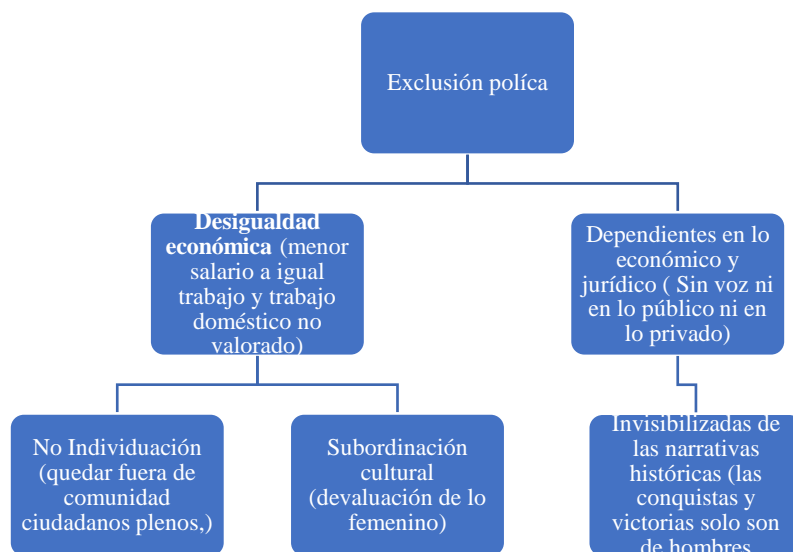 Exclusión políca
Desigualdad
económica (menor
salario a igual
trabajo y trabajo
doméstico no
valorado)
Dependientes en lo
económico y
jurídico ( Sin voz ni
en lo público ni en
lo privado)
No Individuación
(quedar fuera de
comunidad
ciudadanos plenos,)
Subordinación
cultural
(devaluación de lo
femenino)
Invisibilizadas de
las narrativas
históricas (las
conquistas y
victorias solo son
de hombres